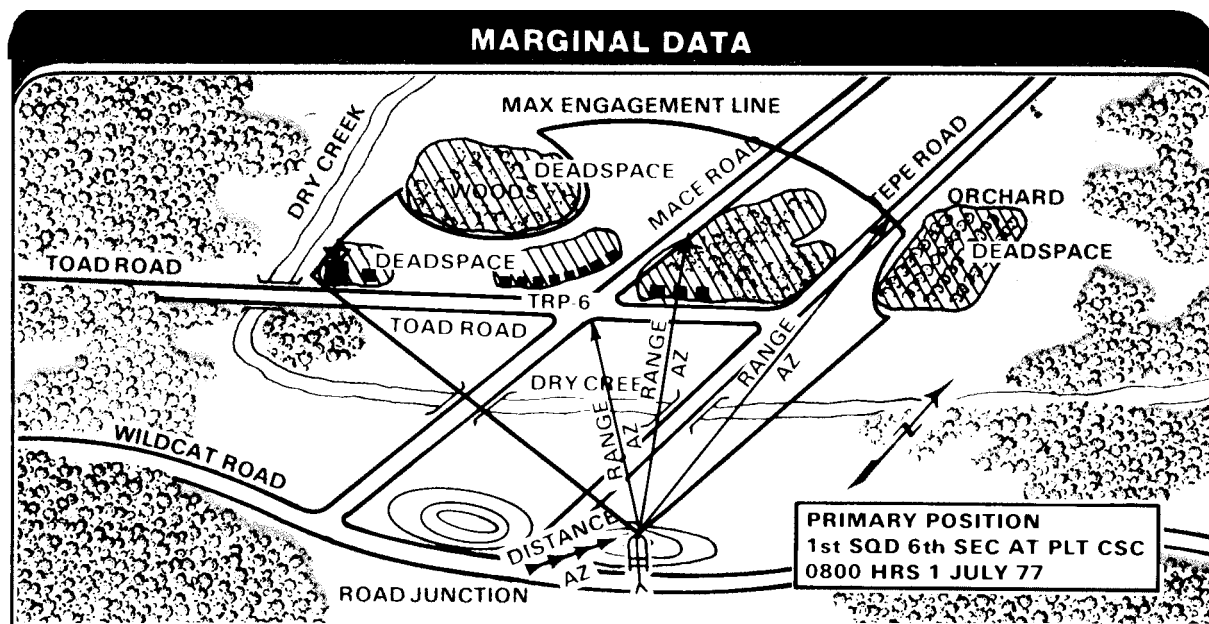 MARGINAL DATA
MAX ENGAGEMENT LINE
DRY CREEK
DEADSPACE
WOODS
MACE ROAD
TEPE ROAD
ORCHARD
DEADSPACE
TOAD ROAD
DEADSPACE
TRP 6
TOAD ROAD
RANGE
AZ
RANGE
AZ
DRY CREE
RANGE
AZ
WILDCAT ROAD
N
DISTANCE
AZ
ROAD JUNCTION
PRIMARY POSITION
1st SQD 6th SEC AT PLT CSC
0800 HRS 1 JULY 77